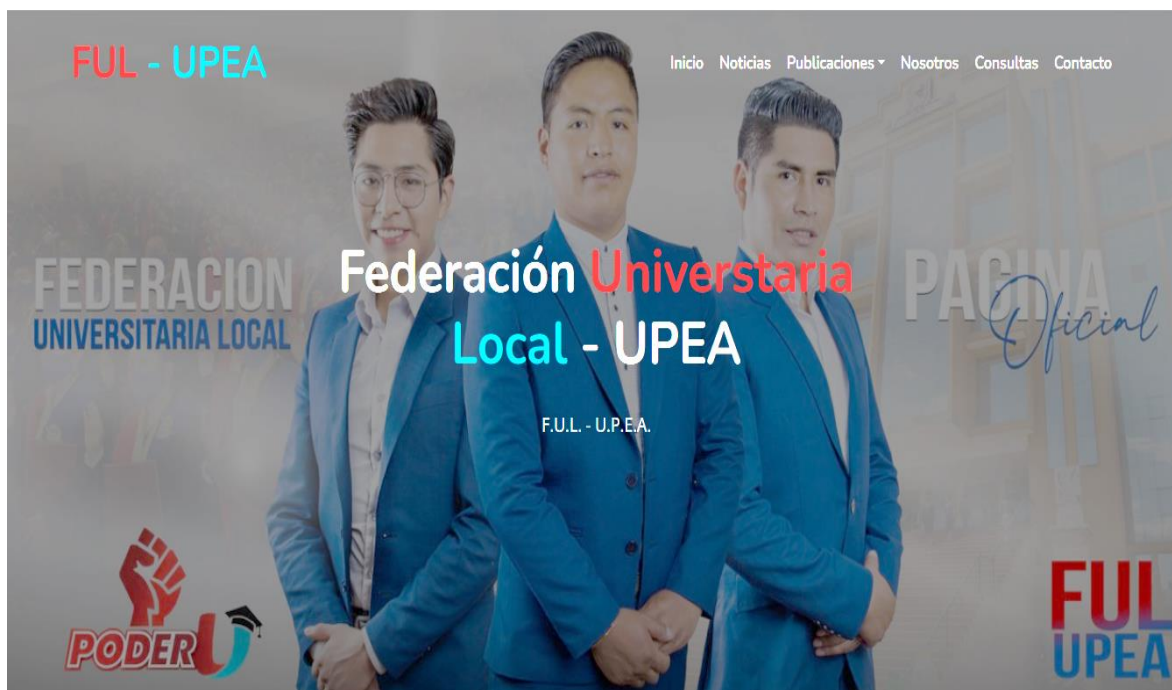 FUL - UPEA
Inicio Noticias Publicaciones Nosotros Consultas Contacto
FEDERACION
UNIVERSITARIA LOCAL
Federación Universtaria
Local - UPEA
PAGINA
Oficial
F.U.L. - U.P.E.A.
PODER U
FUL
UPEA